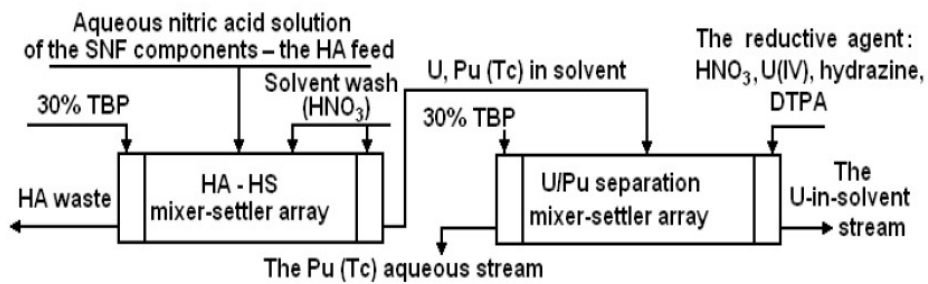 Aqueous nitric acid solution
of the SNF components – the HA feed
Solvent wash
(HNO₃)
30% TBP
HA - HS
mixer-settler array
HA waste
U, Pu (Tc) in solvent
30% TBP
The reductive agent:
HNO₃, U(IV), hydrazine,
DTPA
U/Pu separation
mixer-settler array
The
U-in-solvent
stream
The Pu (Tc) aqueous stream